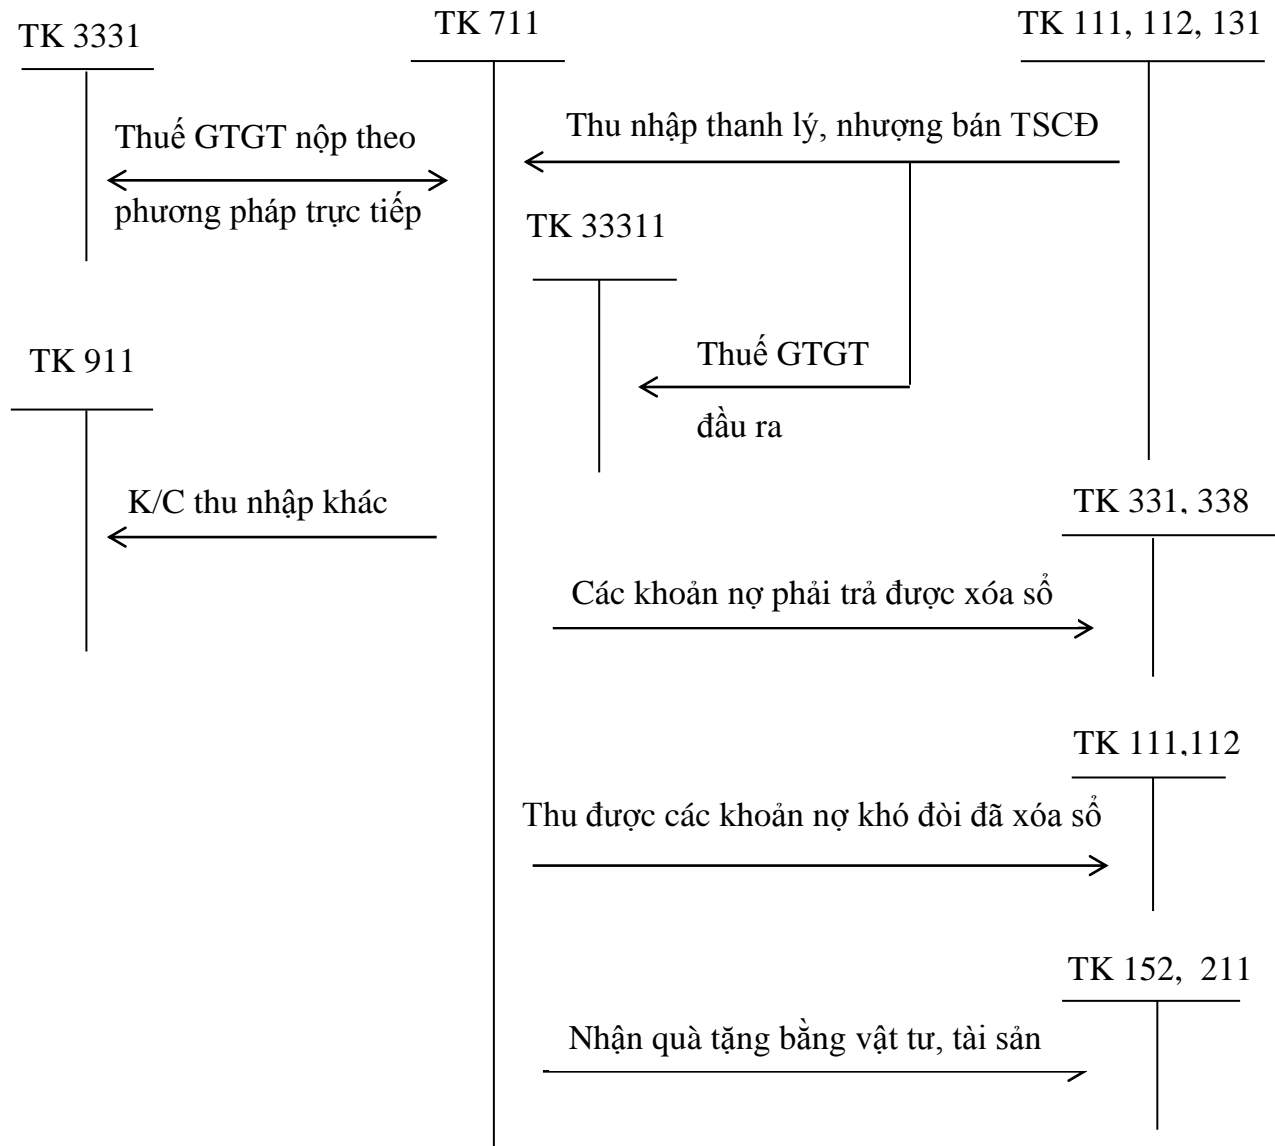 TK 3331
TK 711
TK 111, 112, 131
Thuế GTGT nộp theo
phương pháp trực tiếp
Thu nhập thanh lý, nhượng bán TSCĐ
TK 33311
Thuế GTGT
đầu ra
TK 911
K/C thu nhập khác
TK 331, 338
Các khoản nợ phải trả được xóa sổ
TK 111,112
Thu được các khoản nợ khó đòi đã xóa sổ
TK 152, 211
Nhận quà tặng bằng vật tư, tài sản